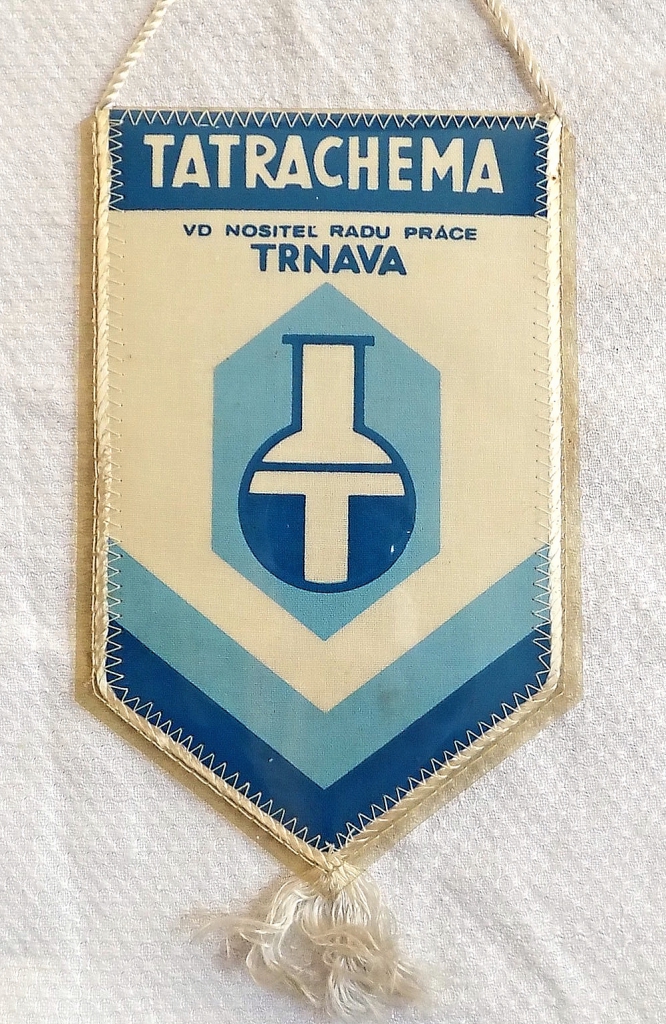 TATRACHEMA
VD NOSITEĽ RADU PRÁCE
TRNAVA
T